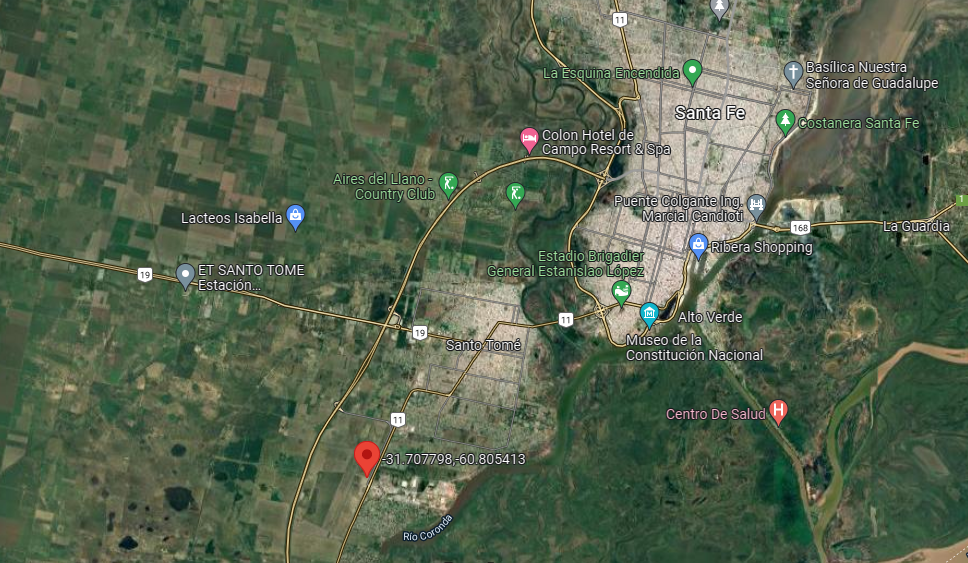 11
La Esquina Encendida
Basílica Nuestra
Señora de Guadalupe
Santa Fe
Costanera Santa Fe
Colon Hotel de
Campo Resort & Spa
Aires del Llano -
Country Club
Lacteos Isabella
Puente Colgante Ing.
Marcial Candioti
168
La Guardia
1
Ribera Shopping
Estadio Brigadier
General Estanislao López
19
ET SANTO TOME
Estación...
11
Alto Verde
19
Santo Tomé
Museo de la
Constitución Nacional
11
Centro De Salud
H
-31.707798,-60.805413
Río Coronda